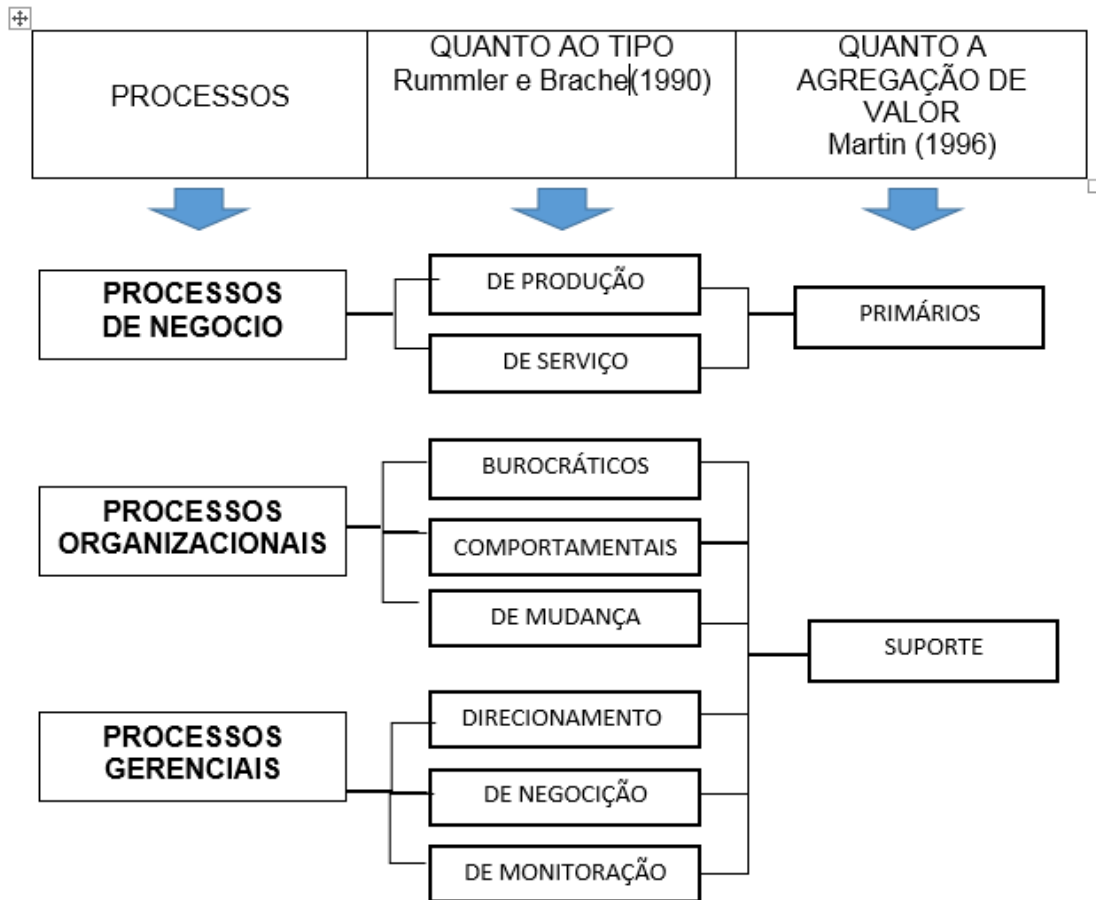 PROCESSOS
QUANTO AO TIPO
Rummler e Brache(1990)
QUANTO A
AGREGAÇÃO DE
VALOR
Martin (1996)
PROCESSOS
DE NEGOCIO
DE PRODUÇÃO
DE SERVIÇO
PRIMÁRIOS
PROCESSOS
ORGANIZACIONAIS
BUROCRÁTICOS
COMPORTAMENTAIS
DE MUDANÇA
SUPORTE
PROCESSOS
GERENCIAIS
DIRECIONAMENTO
DE NEGOCIÇÃO
DE MONITORAÇÃO